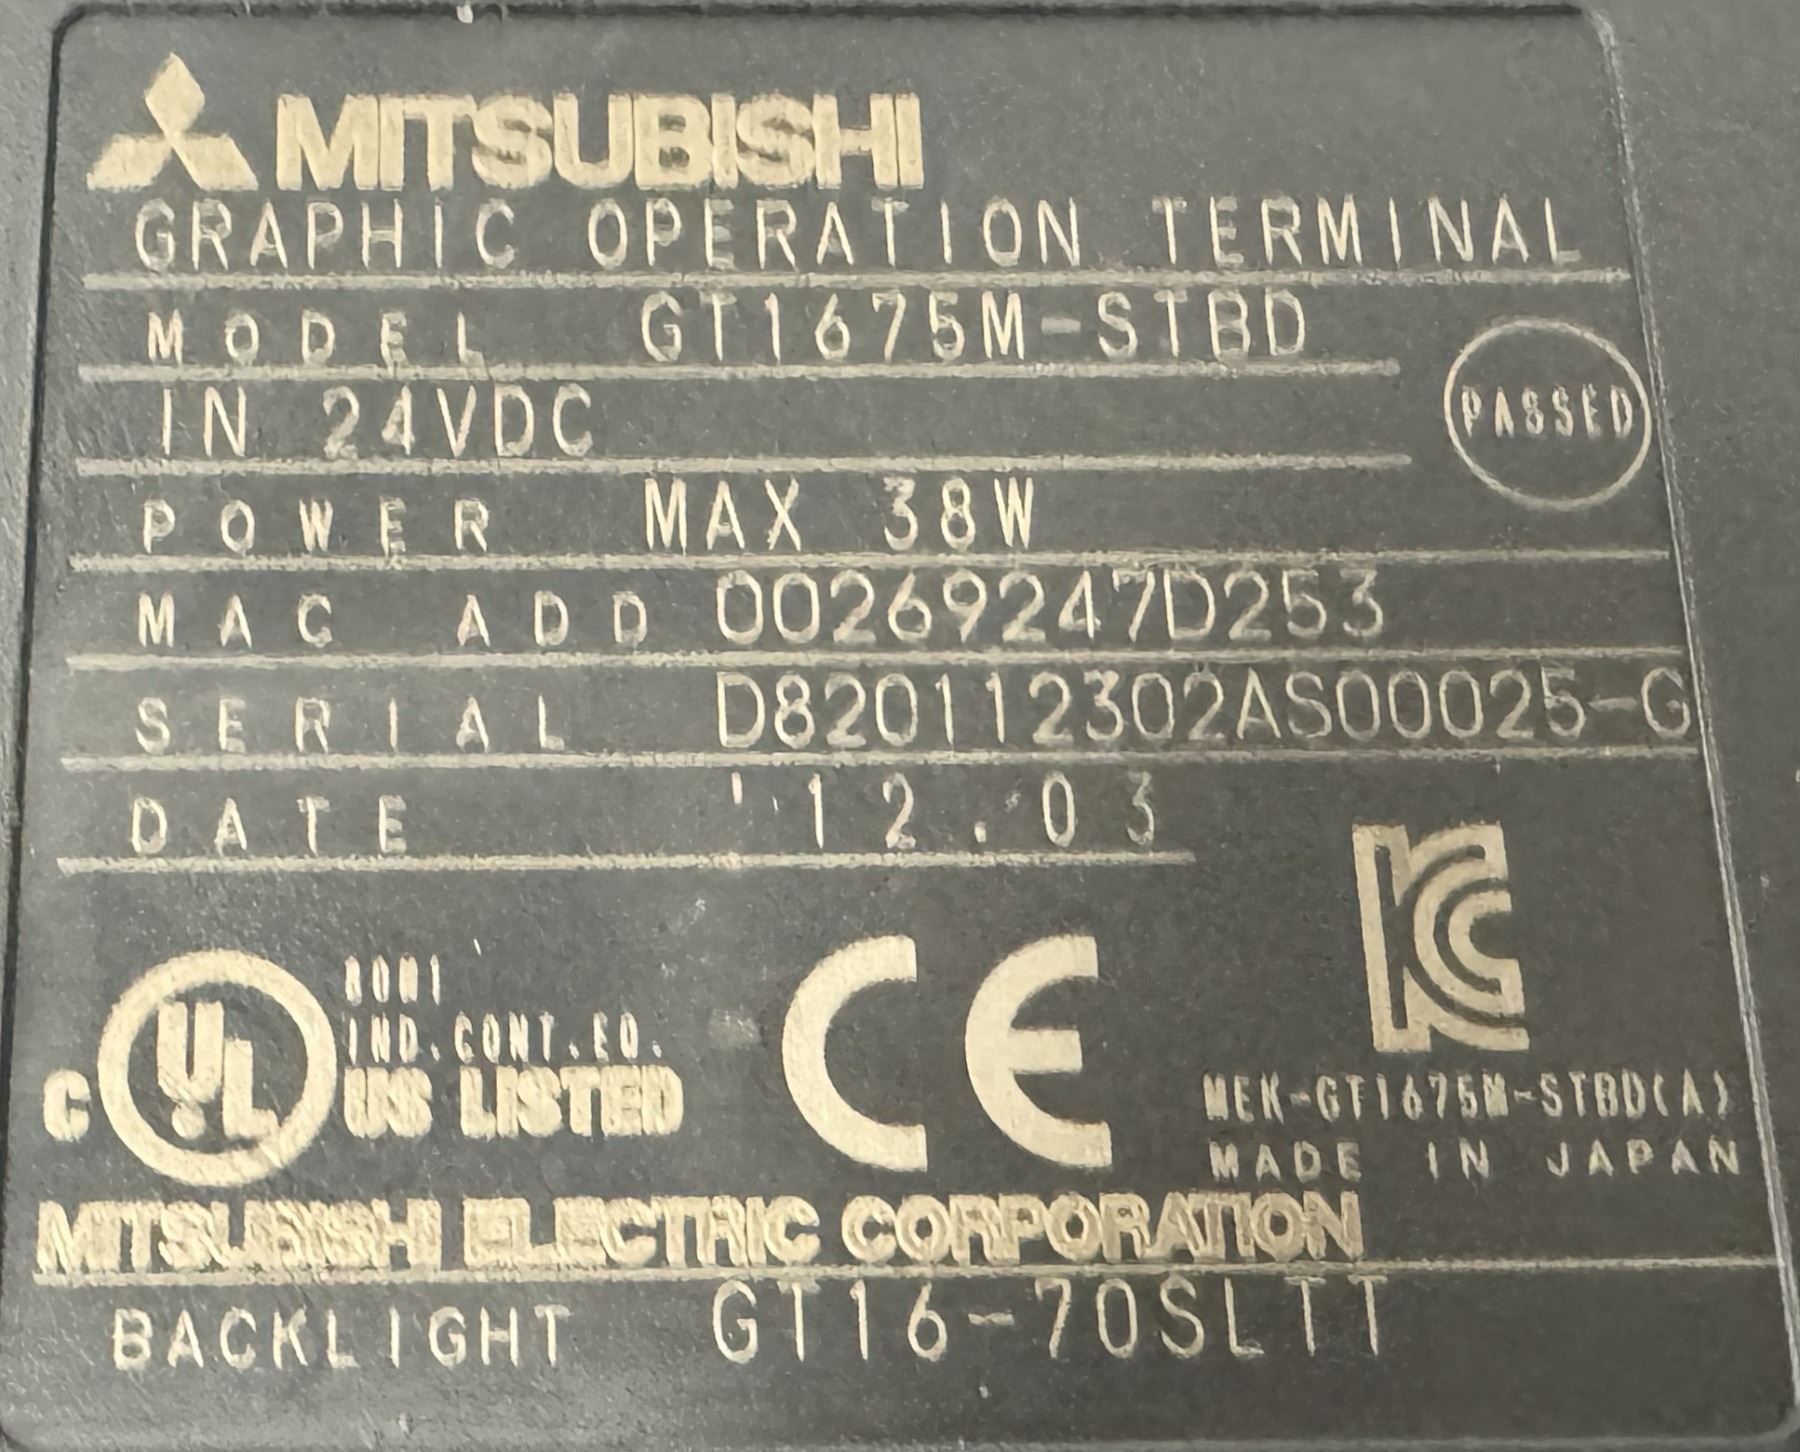 MITSUBISHI
GRAPHIC OPERATION TERMINAL
MODEL GT1675M-STBD
IN 24VDC
PASSED
POWER MAX 38W
MAC ADD 00269247D253
SERIAL D820112302AS00025-G
DATE '12.03
80M1
IND.CONT.EQ.
C UL US LISTED
CE
KC
MEK-GT1675M-STBD(A)
MADE IN JAPAN
MITSUBISHI ELECTRIC CORPORATION
BACKLIGHT GT16-70SLTT